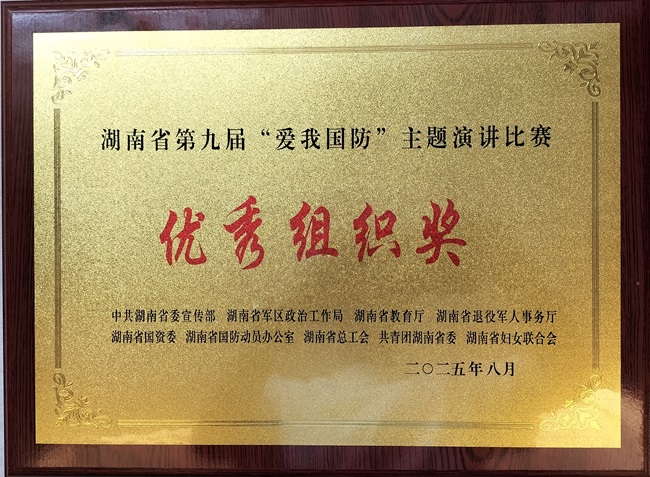 湖南省第九届“爱我国防”主题演讲比赛
优秀组织奖
中共湖南省委宣传部 湖南省军区政治工作局 湖南省教育厅 湖南省退役军人事务厅
湖南省国资委 湖南省国防动员办公室 湖南省总工会 共青团湖南省委 湖南省妇女联合会
二〇二五年八月